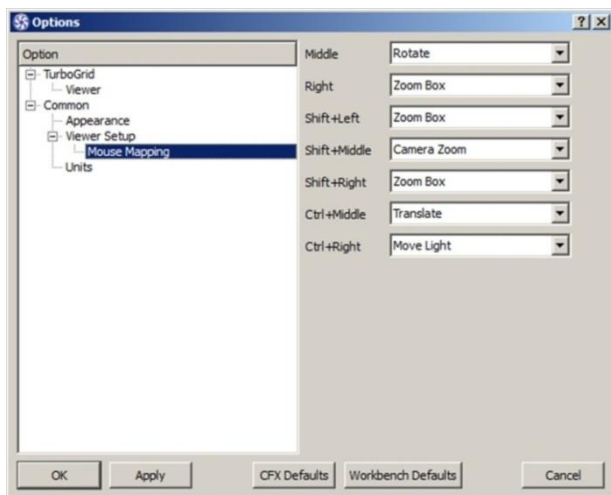 Options
Option
TurboGrid
Viewer
Common
Appearance
Viewer Setup
Mouse Mapping
Units
Middle Rotate
Right Zoom Box
Shift+Left Zoom Box
Shift+Middle Camera Zoom
Shift+Right Zoom Box
Ctrl+Middle Translate
Ctrl+Right Move Light
OK Apply CFX Defaults Workbench Defaults Cancel